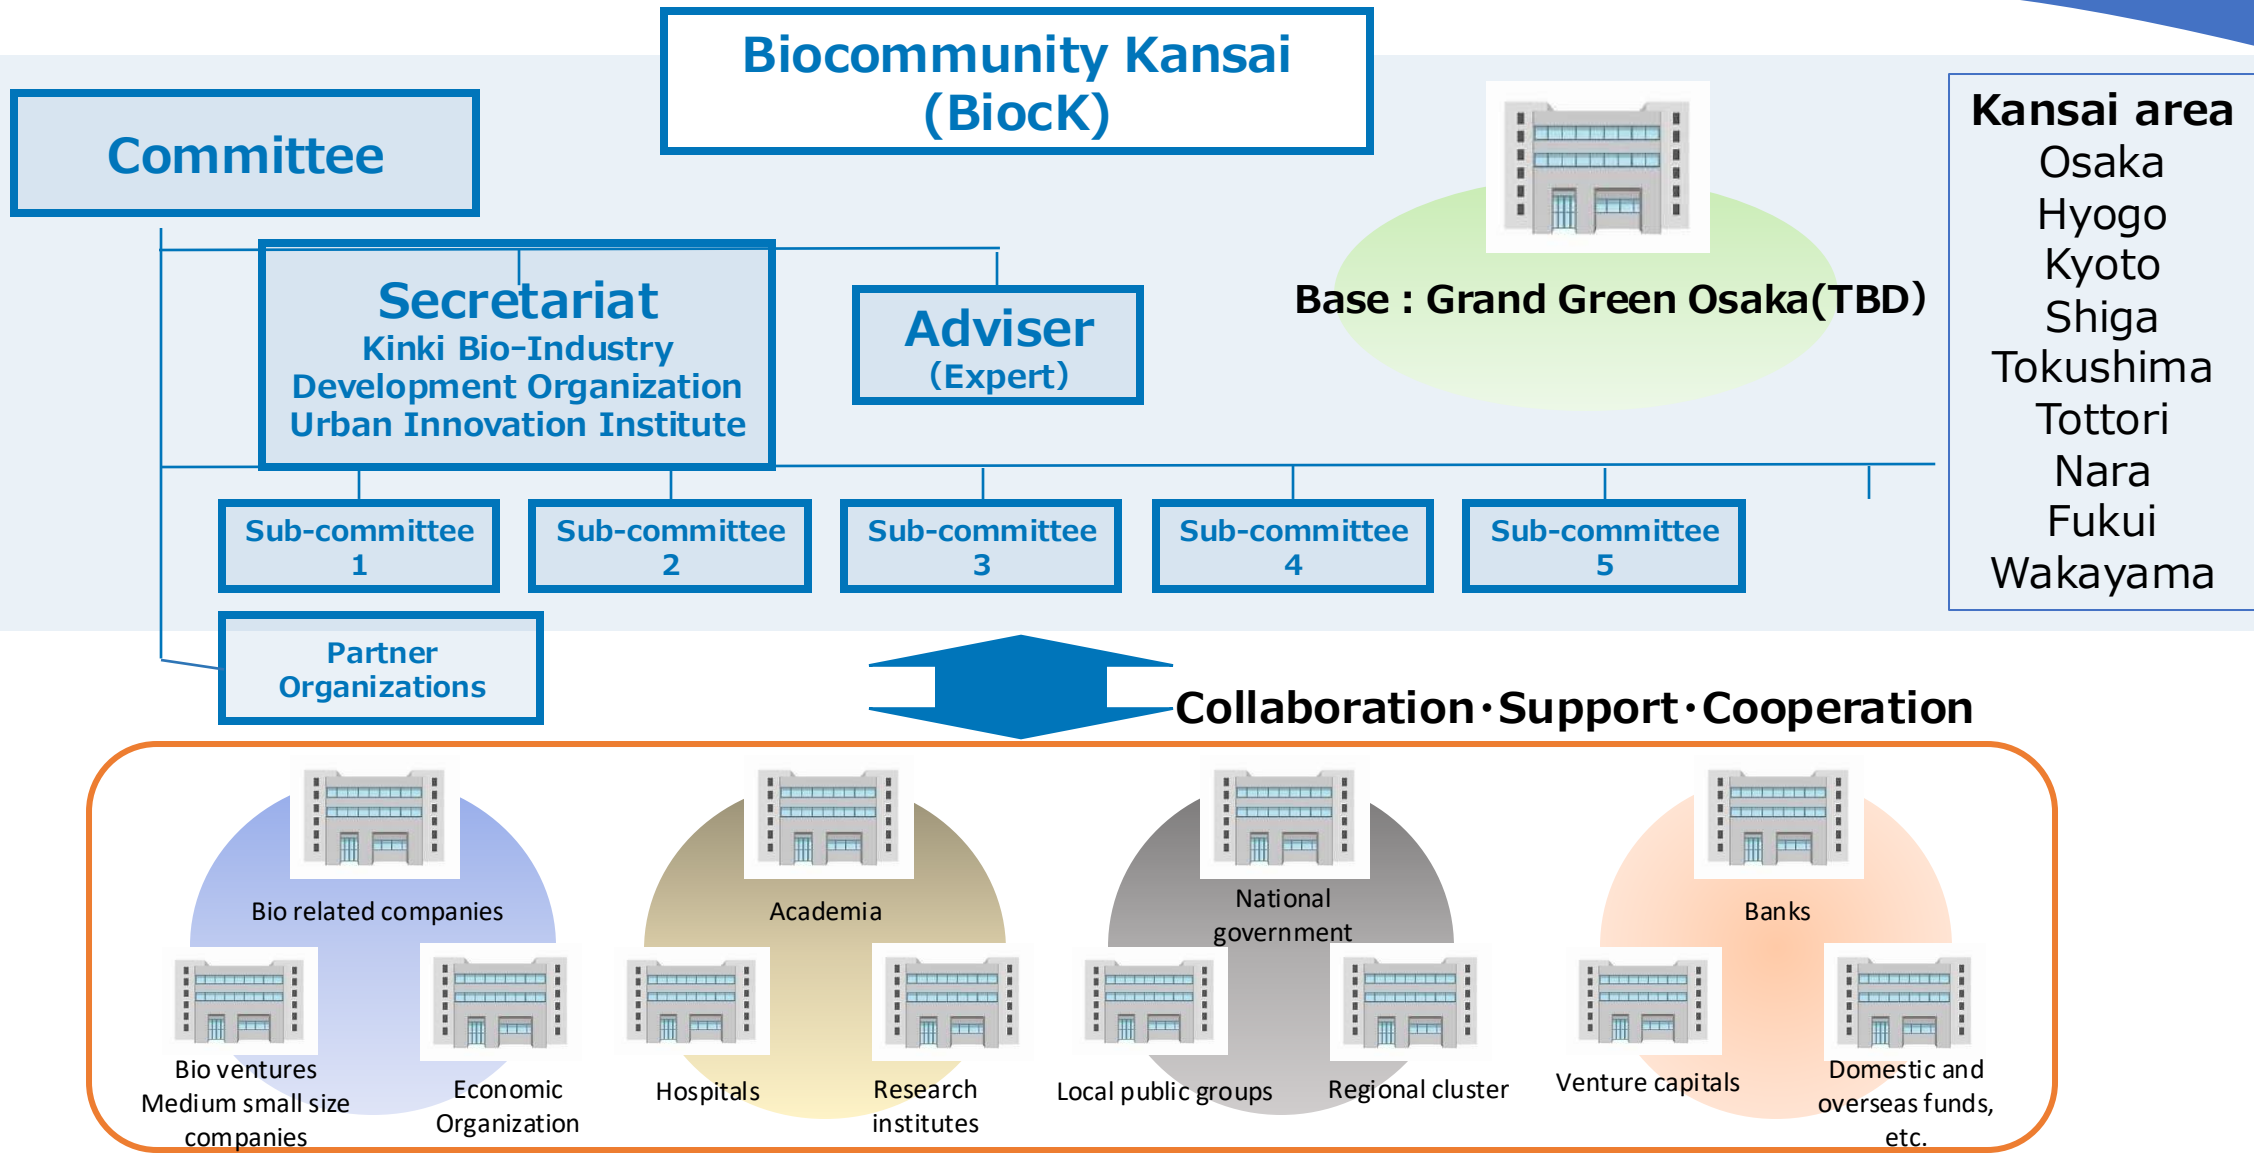 Biocommunity Kansai
(BiocK)
Committee
Secretariat
Kinki Bio-Industry
Development Organization
Urban Innovation Institute
Adviser
(Expert)
Base : Grand Green Osaka(TBD)
Kansai area
Osaka
Hyogo
Kyoto
Shiga
Tokushima
Tottori
Nara
Fukui
Wakayama
Sub-committee
1
Sub-committee
2
Sub-committee
3
Sub-committee
4
Sub-committee
5
Partner
Organizations
Collaboration・Support・Cooperation
Bio related companies
Bio ventures
Medium small size
companies
Economic
Organization
Academia
Hospitals
Research
institutes
National
government
Local public groups
Regional cluster
Banks
Venture capitals
Domestic and
overseas funds,
etc.